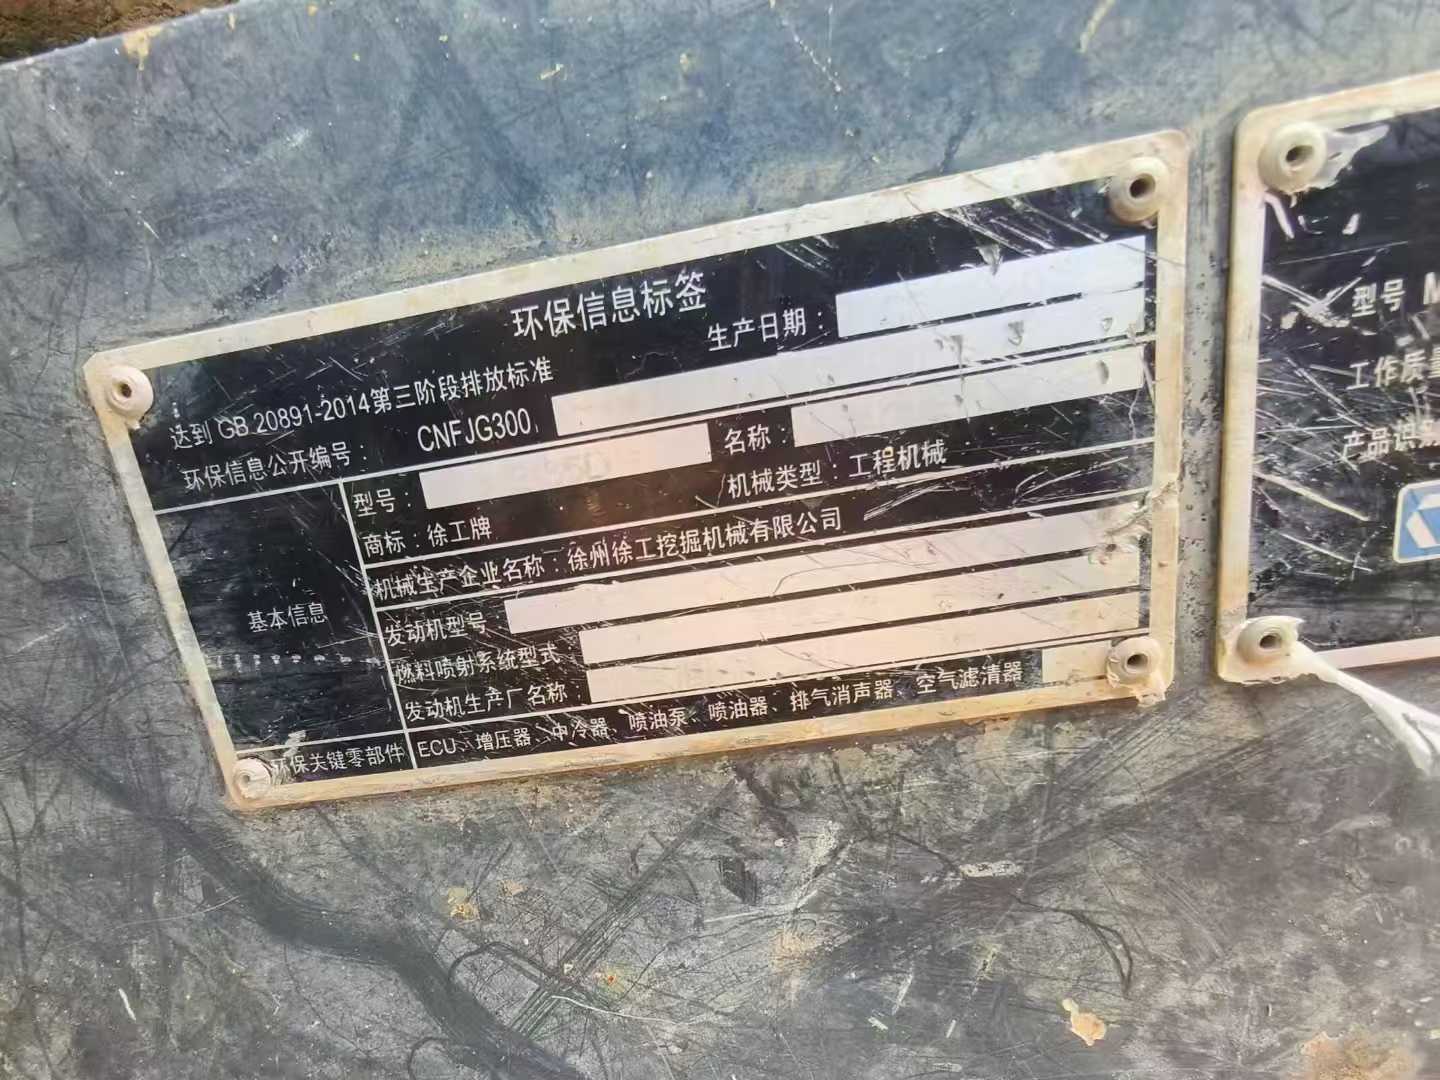 环保信息标签
达到 GB 20891-2014第三阶段排放标准
生产日期：
环保信息公开编号： CNFJG300
型号：
名称：
商标：徐工牌
机械类型：工程机械
机械生产企业名称：徐州徐工挖掘机械有限公司
基本信息
发动机型号：
燃料喷射系统型式
发动机生产厂名称：
环保关键零部件
ECU、增压器、中冷器、喷油泵、喷油器、排气消声器、空气滤清器
型号
工作质量
产品识别